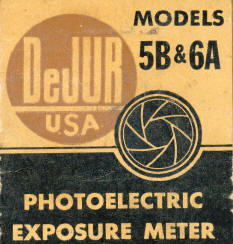 MODELS
5B & 6A
DeJUR
USA
PHOTOELECTRIC
EXPOSURE METER